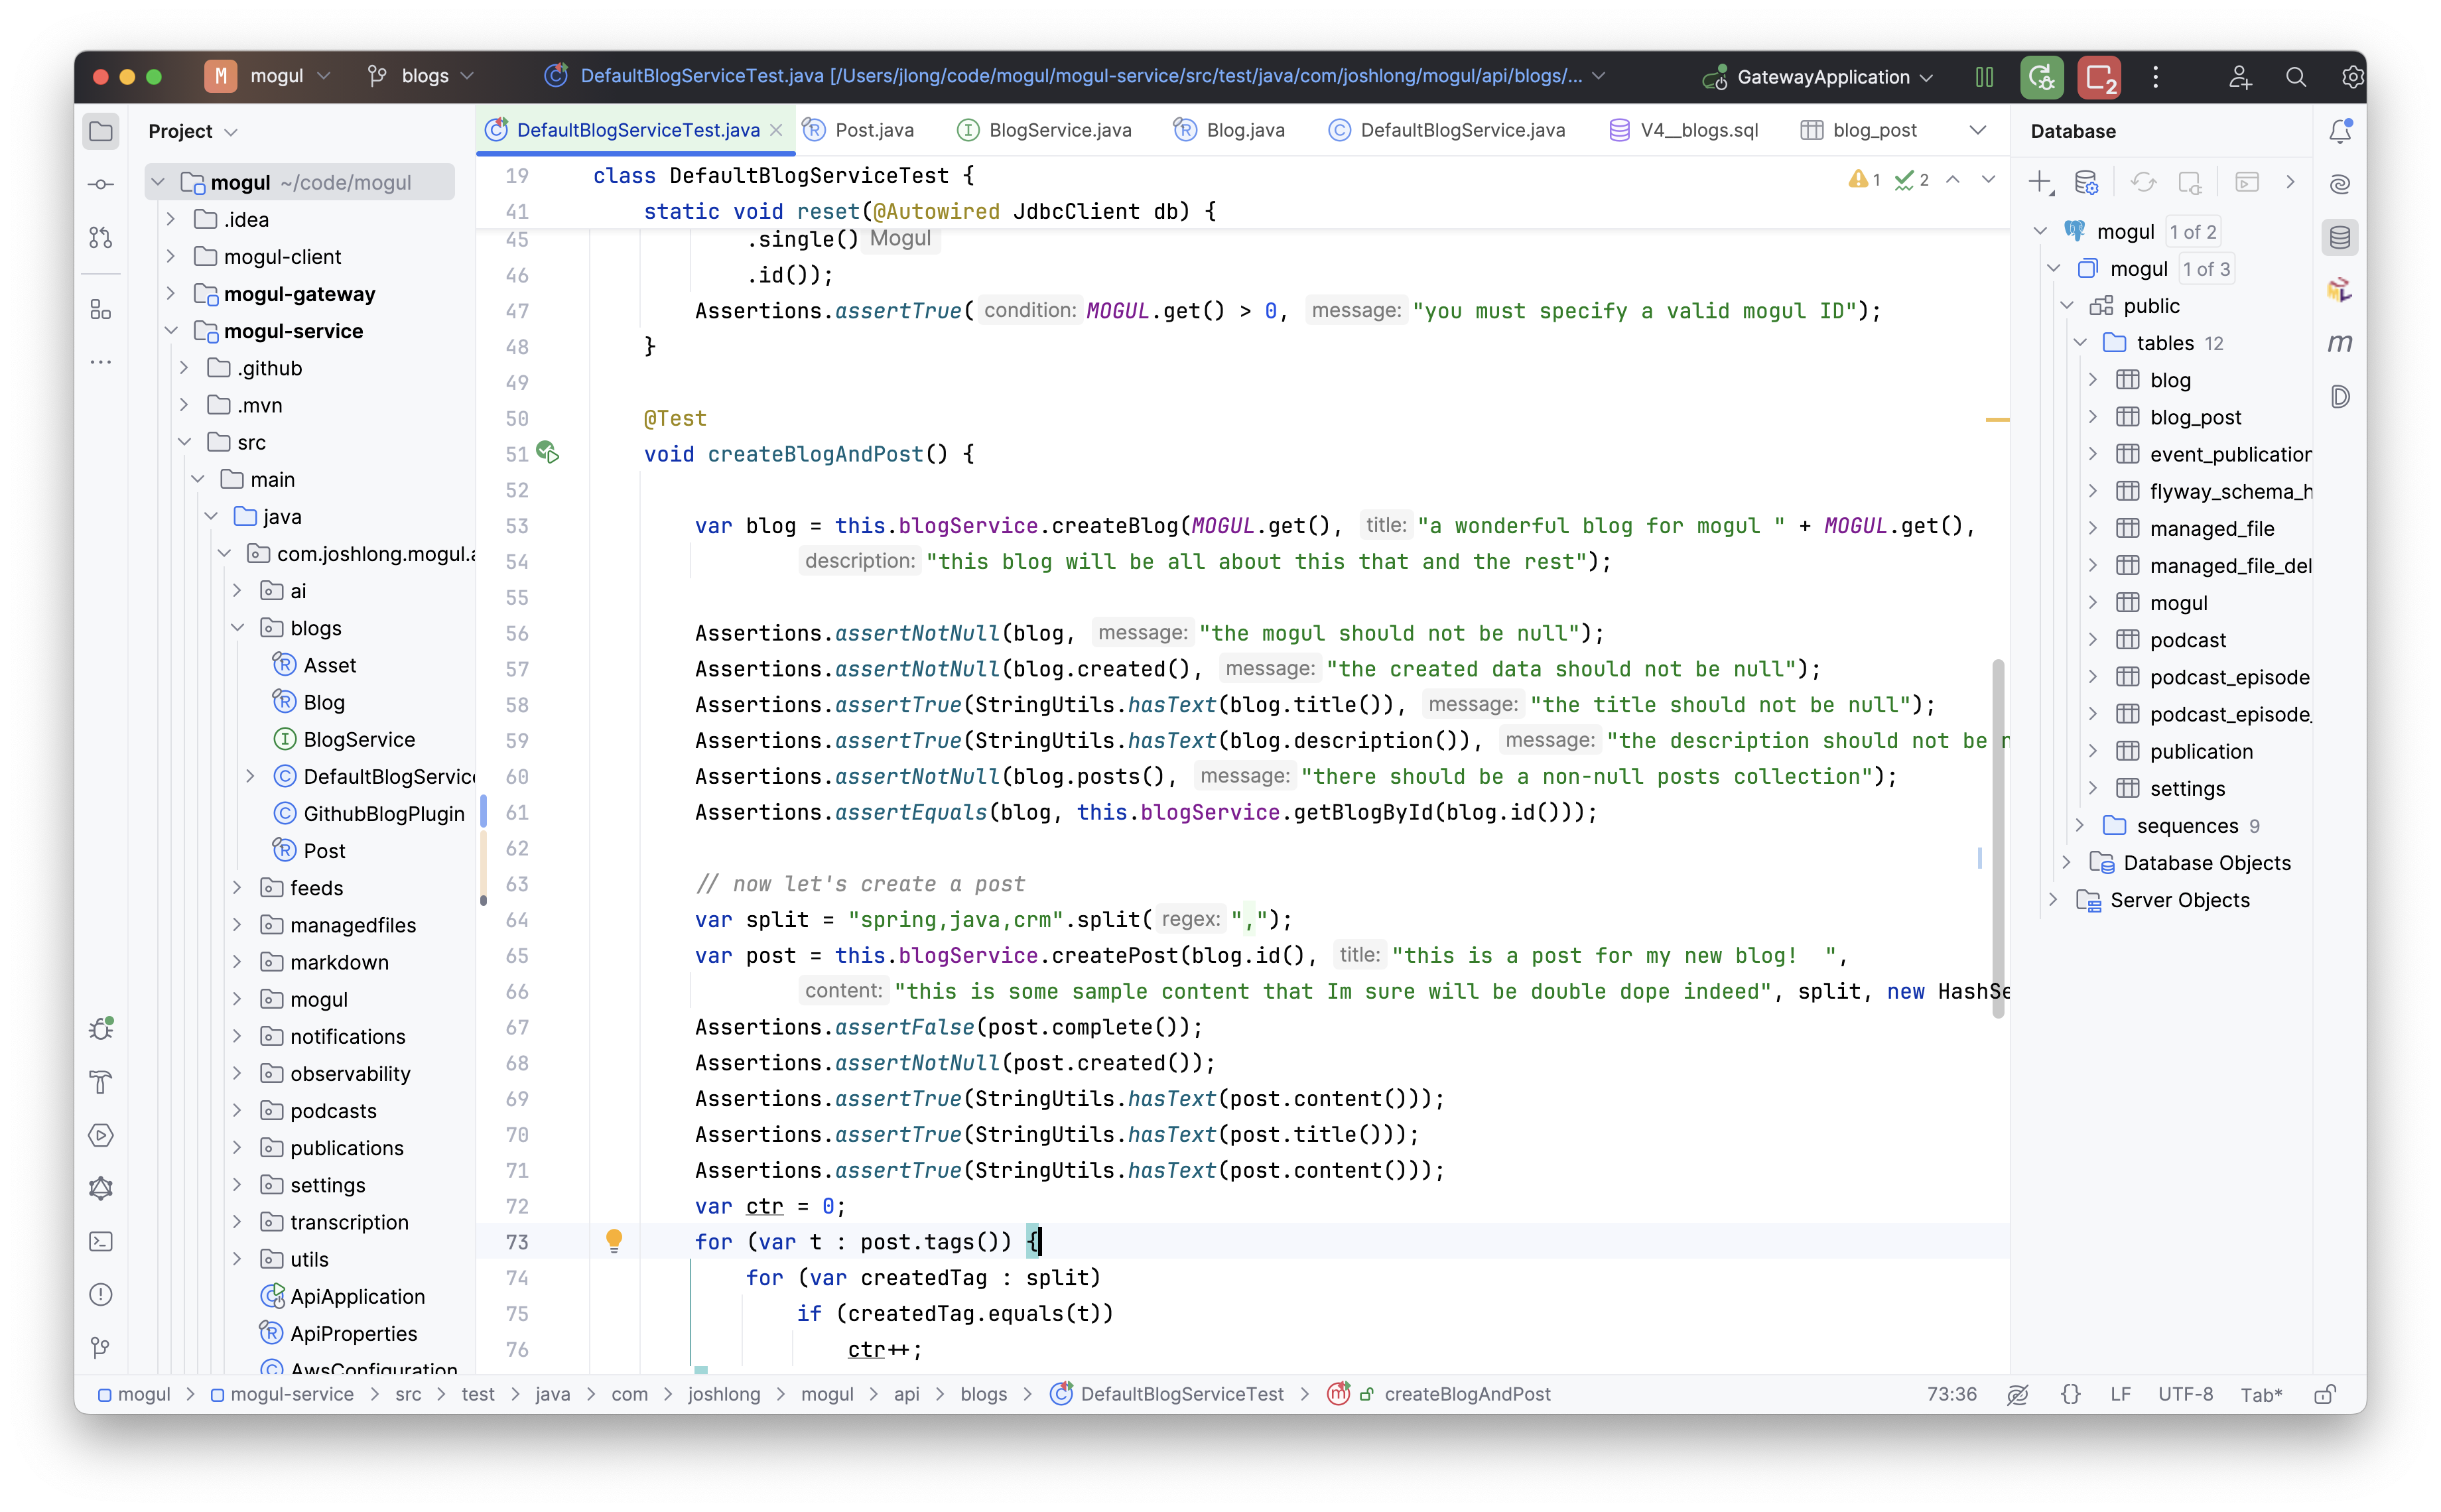 M mogul blogs DefaultBlogServiceTest.java [/Users/jlong/code/mogul/mogul-service/src/test/java/com/joshlong/mogul/api/blogs/... GatewayApplication 2
Project
mogul ~/code/mogul
.idea
mogul-client
mogul-gateway
mogul-service
.github
.mvn
src
main
java
com.joshlong.mogul.a
ai
blogs
Asset
Blog
BlogService
DefaultBlogService
GithubBlogPlugin
Post
feeds
managedfiles
markdown
mogul
notifications
observability
podcasts
publications
settings
transcription
utils
ApiApplication
ApiProperties
AwsConfiguration
DefaultBlogServiceTest.java Post.java BlogService.java Blog.java DefaultBlogService.java V4__blogs.sql blog_post
1 2
19 class DefaultBlogServiceTest {
41 static void reset(@Autowired JdbcClient db) {
45 .single() Mogul
46 .id());
47 Assertions.assertTrue( condition: MOGUL.get() > 0, message: "you must specify a valid mogul ID");
48 }
49
50 @Test
51 void createBlogAndPost() {
52
53 var blog = this.blogService.createBlog(MOGUL.get(), title: "a wonderful blog for mogul " + MOGUL.get(),
54 description: "this blog will be all about this that and the rest");
55
56 Assertions.assertNotNull(blog, message: "the mogul should not be null");
57 Assertions.assertNotNull(blog.created(), message: "the created data should not be null");
58 Assertions.assertTrue(StringUtils.hasText(blog.title()), message: "the title should not be null");
59 Assertions.assertTrue(StringUtils.hasText(blog.description()), message: "the description should not be n
60 Assertions.assertNotNull(blog.posts(), message: "there should be a non-null posts collection");
61 Assertions.assertEquals(blog, this.blogService.getBlogById(blog.id()));
62
63 // now let's create a post
64 var split = "spring,java,crm".split( regex: ",");
65 var post = this.blogService.createPost(blog.id(), title: "this is a post for my new blog!  ",
66 content: "this is some sample content that Im sure will be double dope indeed", split, new HashSe
67 Assertions.assertFalse(post.complete());
68 Assertions.assertNotNull(post.created());
69 Assertions.assertTrue(StringUtils.hasText(post.content()));
70 Assertions.assertTrue(StringUtils.hasText(post.title()));
71 Assertions.assertTrue(StringUtils.hasText(post.content()));
72 var ctr = 0;
73 for (var t : post.tags()) {
74 for (var createdTag : split)
75 if (createdTag.equals(t))
76 ctr++;
Database
mogul 1 of 2
mogul 1 of 3
public
tables 12
blog
blog_post
event_publication
flyway_schema_h
managed_file
managed_file_del
mogul
podcast
podcast_episode
podcast_episode_
publication
settings
sequences 9
Database Objects
Server Objects
m
D
mogul > mogul-service > src > test > java > com > joshlong > mogul > api > blogs > DefaultBlogServiceTest > createBlogAndPost 73:36 {} LF UTF-8 Tab*